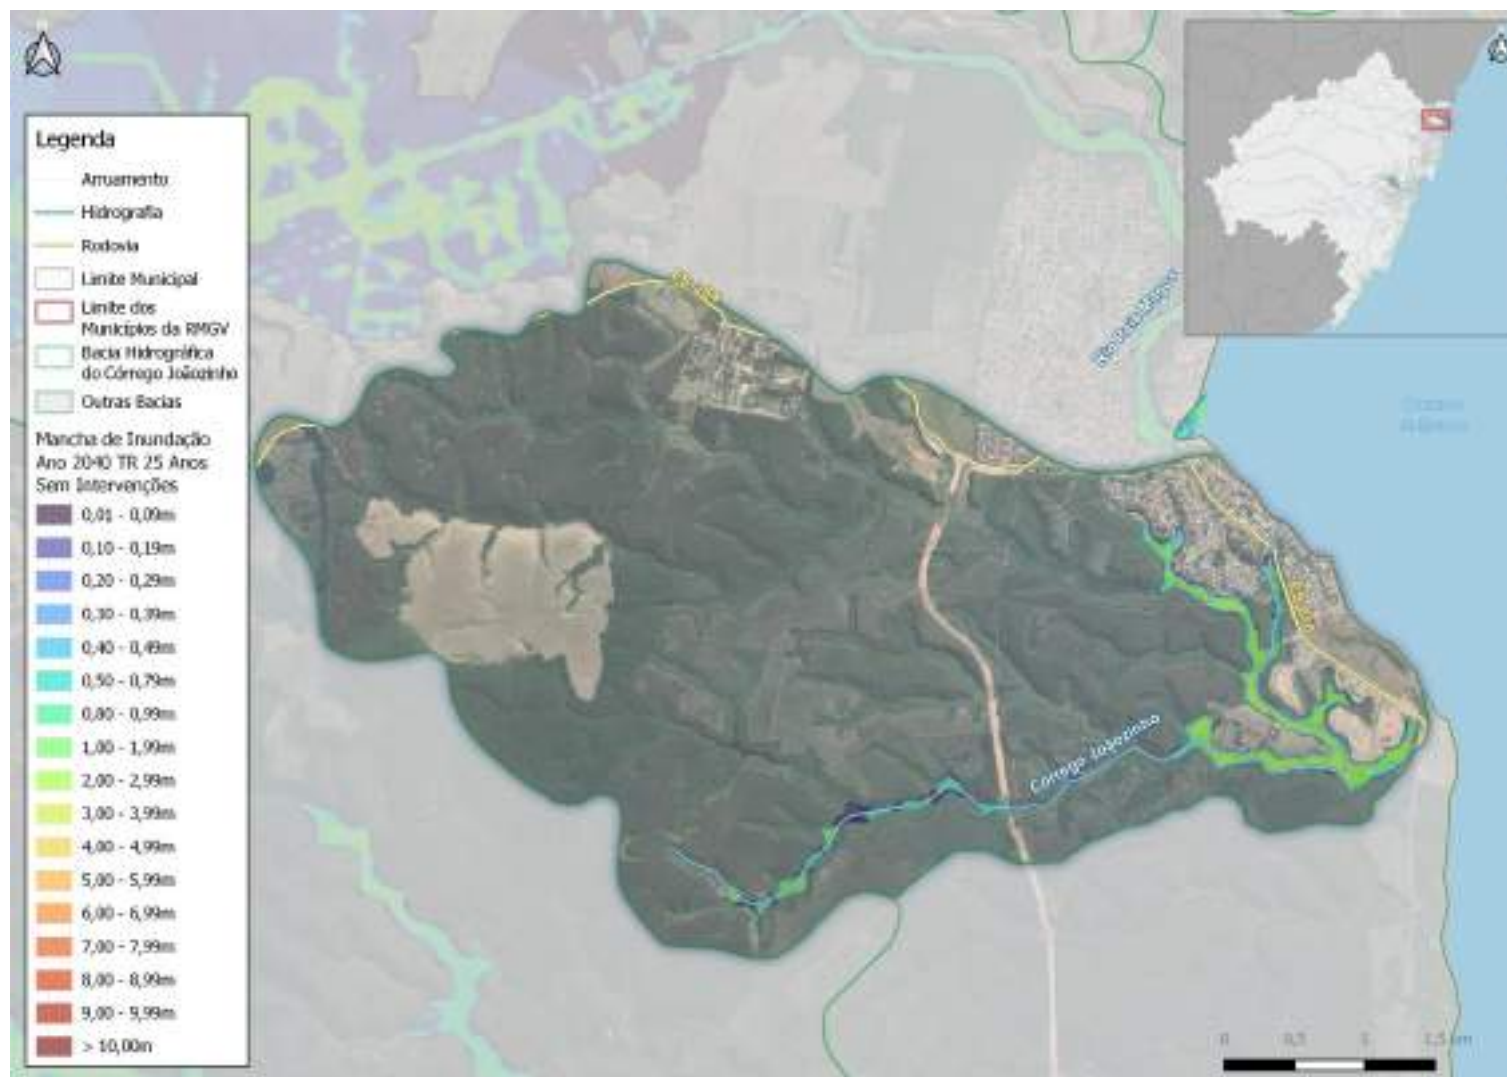 Legenda
Arruamento
Hidrografia
Rodovia
Limite Municipal
Limite dos
Municípios da RMGV
Bacia Hidrográfica
do Córrego Joãozinho
Outras Bacias
Mancha de Inundação
Ano 2040 TR 25 Anos
Sem Intervenções
0,01 - 0,09m
0,10 - 0,19m
0,20 - 0,29m
0,30 - 0,39m
0,40 - 0,49m
0,50 - 0,79m
0,80 - 0,99m
1,00 - 1,99m
2,00 - 2,99m
3,00 - 3,99m
4,00 - 4,99m
5,00 - 5,99m
6,00 - 6,99m
7,00 - 7,99m
8,00 - 8,99m
9,00 - 9,99m
> 10,00m
Córrego Joãozinho
0 0,5 1 1,5 km